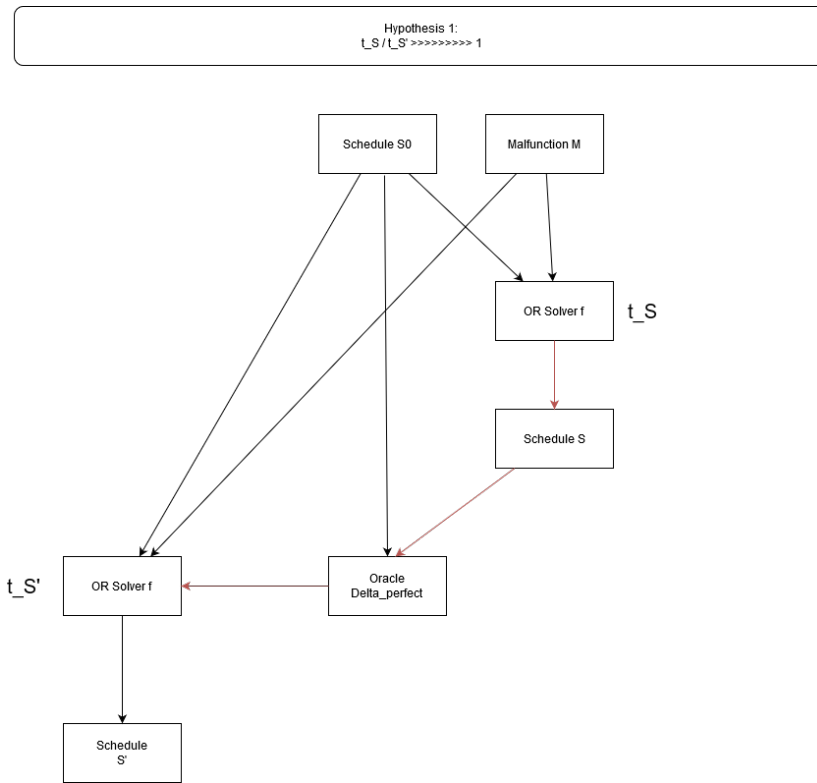 Hypothesis 1:
t_S / t_S' >>>>>>>>> 1
Schedule S0
Malfunction M
OR Solver f
t_S
Schedule S
t_S'
OR Solver f
Oracle
Delta_perfect
Schedule
S'